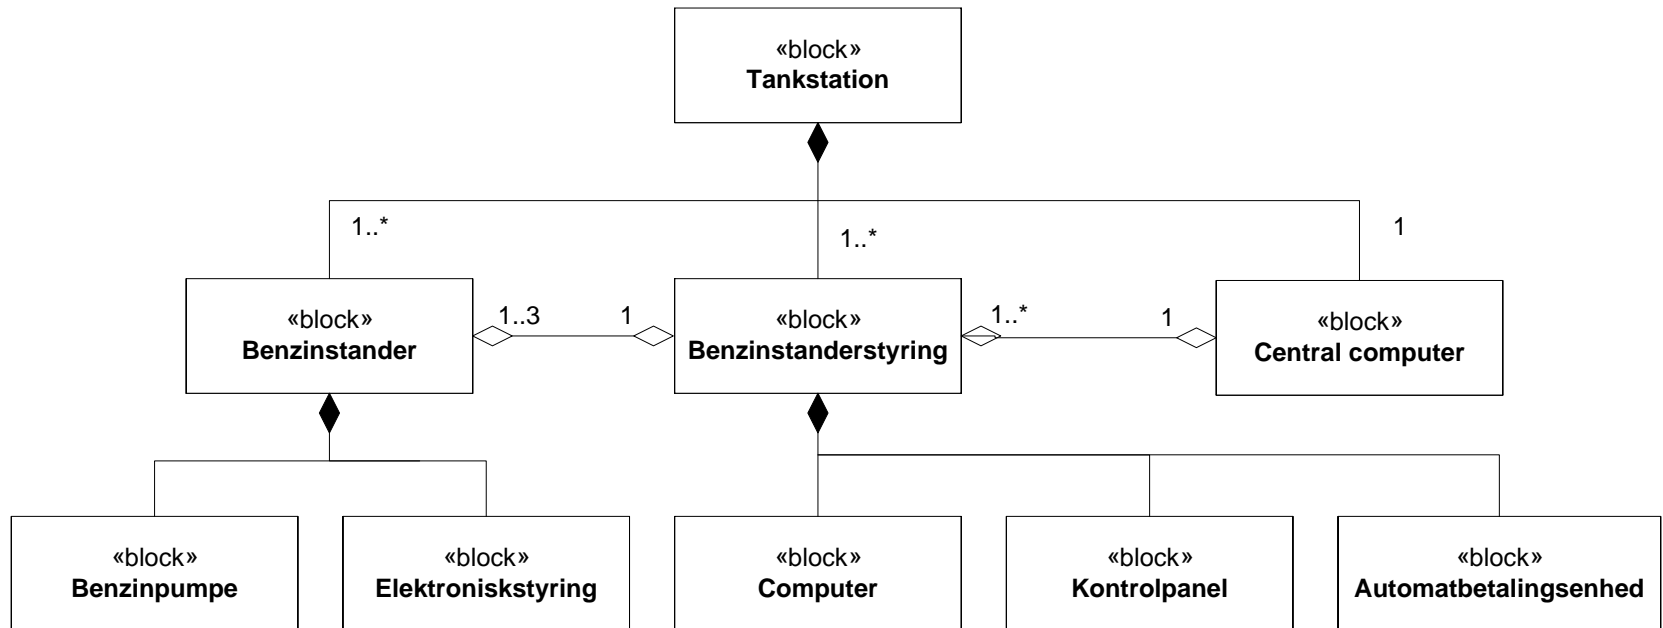 «block»
Tankstation
1..*
1..*
1
«block»
Benzinstander
1..3
1
«block»
Benzinstanderstyring
1..*
1
«block»
Central computer
«block»
Benzinpumpe
«block»
Elektroniskstyring
«block»
Computer
«block»
Kontrolpanel
«block»
Automatbetalingsenhed